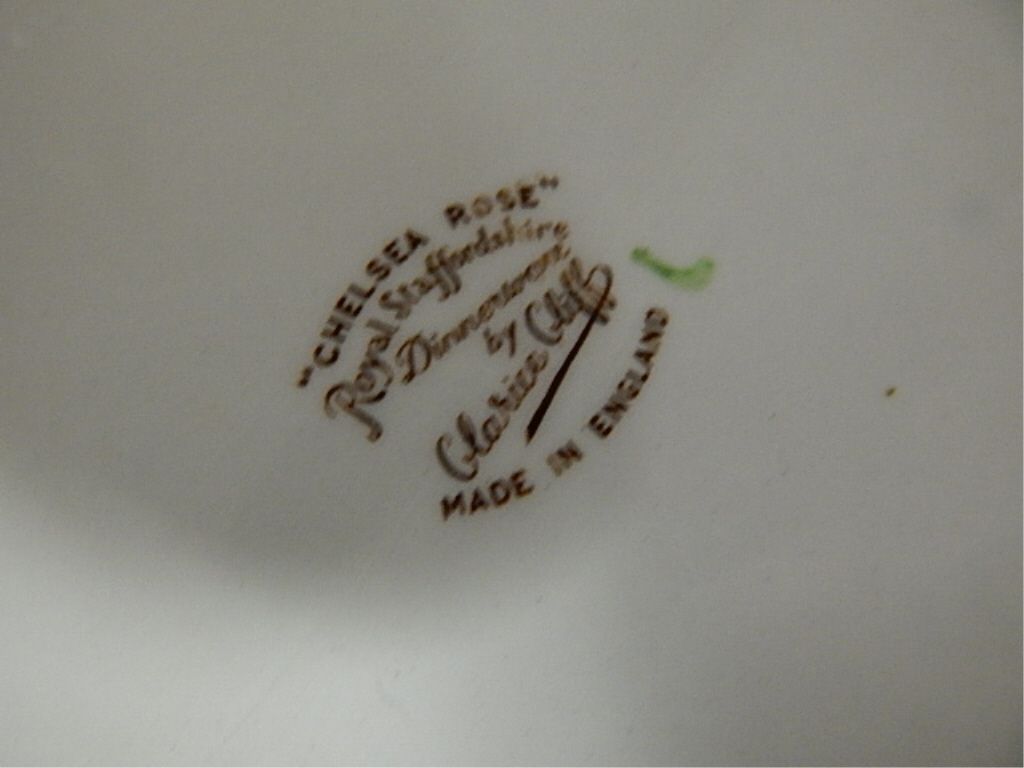 "CHELSEA ROSE"
Royal Staffordshire
Dinnerware
by
Clarice Cliff
MADE IN ENGLAND